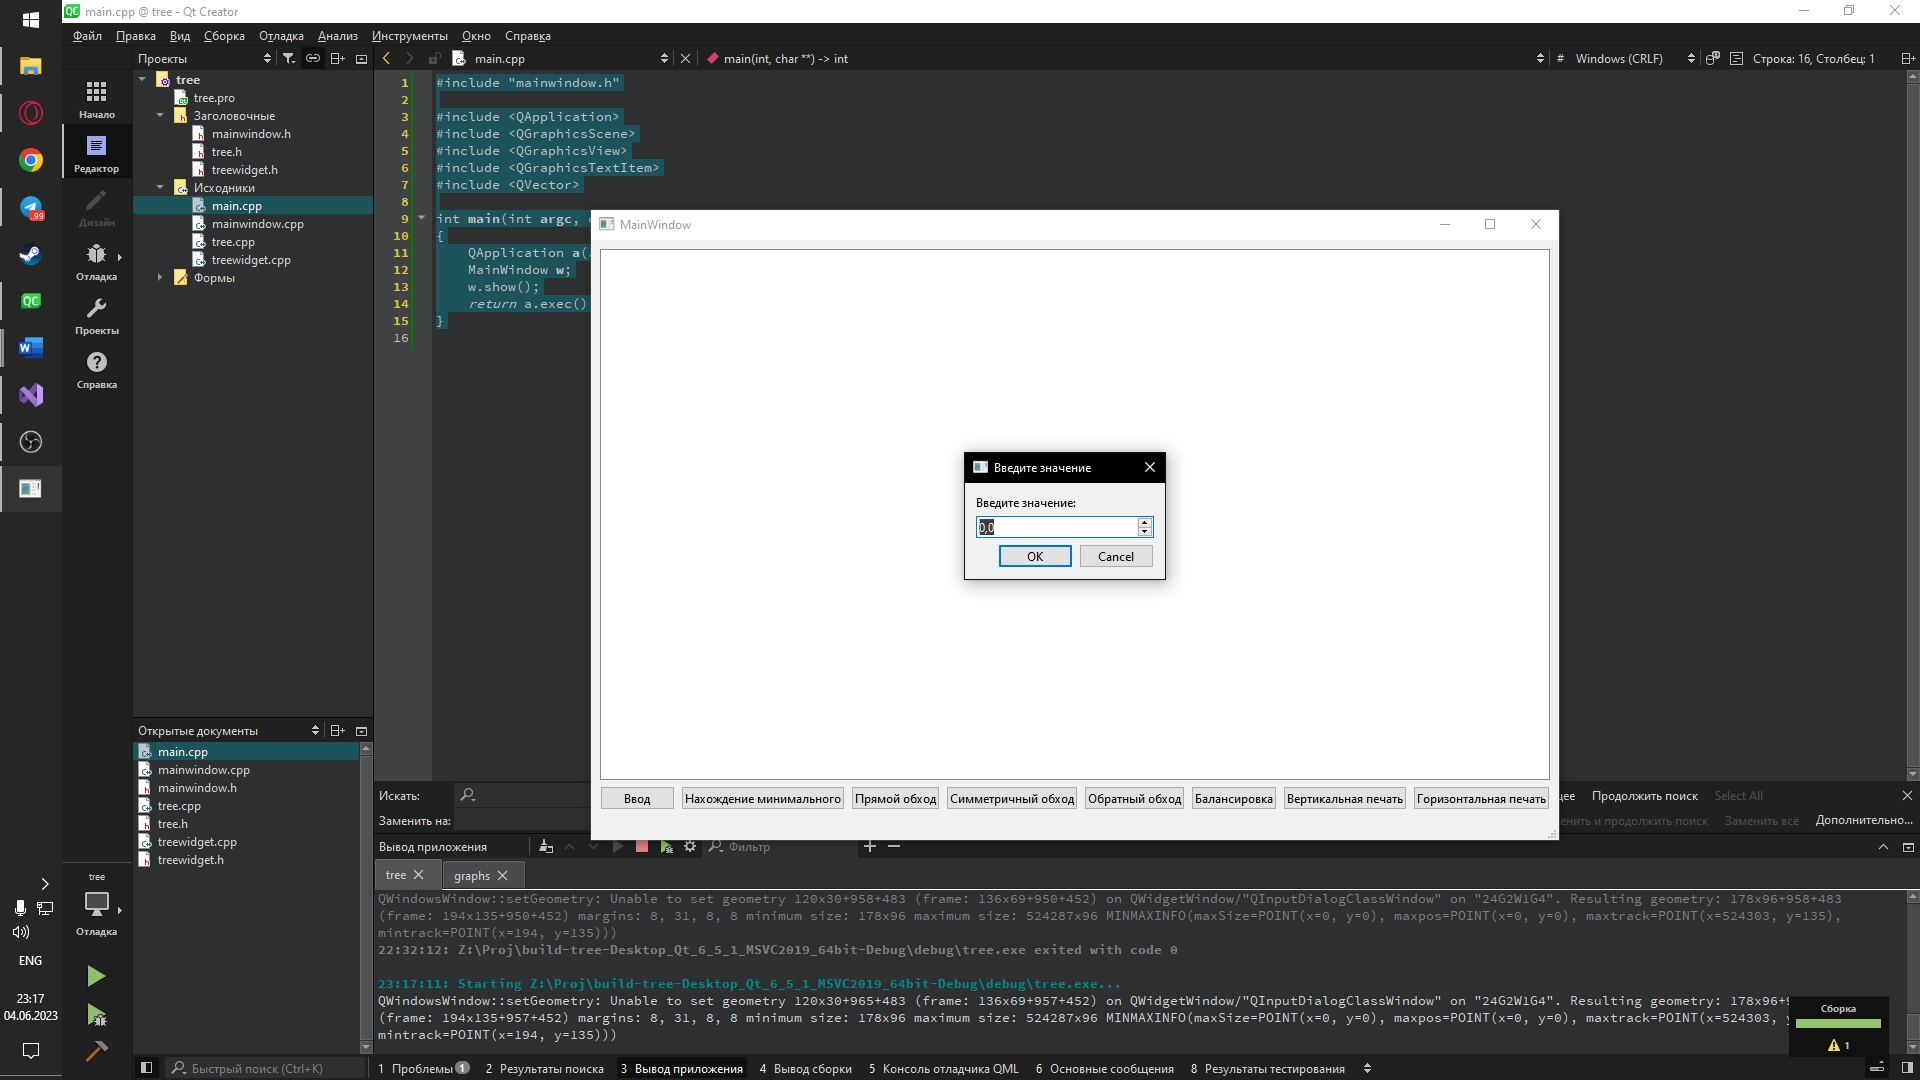 main.cpp @ tree - Qt Creator
Файл Правка Вид Сборка Отладка Анализ Инструменты Окно Справка
Проекты
main.cpp
main(int, char **) -> int
# Windows (CRLF)
Строка: 16, Столбец: 1
Начало
Редактор
Дизайн
Отладка
Проекты
Справка
tree
tree.pro
Заголовочные
mainwindow.h
tree.h
treewidget.h
Исходники
main.cpp
mainwindow.cpp
tree.cpp
treewidget.cpp
Формы
1 #include "mainwindow.h"
2
3 #include <QApplication>
4 #include <QGraphicsScene>
5 #include <QGraphicsView>
6 #include <QGraphicsTextItem>
7 #include <QVector>
8
9 int main(int argc,
10 {
11 QApplication a(
12 MainWindow w;
13 w.show();
14 return a.exec()
15 }
16
MainWindow
Введите значение
Введите значение:
0,0
OK Cancel
Ввод Нахождение минимального Прямой обход Симметричный обход Обратный обход Балансировка Вертикальная печать Горизонтальная печать
Открытые документы
main.cpp
mainwindow.cpp
mainwindow.h
tree.cpp
tree.h
treewidget.cpp
treewidget.h
Искать:
Заменить на:
щее Продолжить поиск Select All
енить и продолжить поиск Заменить всё Дополнительно...
Вывод приложения
Фильтр
tree graphs
QWindowsWindow::setGeometry: Unable to set geometry 120x30+958+483 (frame: 136x69+950+452) on QWidgetWindow/"QInputDialogClassWindow" on "24G2W1G4". Resulting geometry: 178x96+958+483
(frame: 194x135+950+452) margins: 8, 31, 8, 8 minimum size: 178x96 maximum size: 524287x96 MINMAXINFO(maxSize=POINT(x=0, y=0), maxpos=POINT(x=0, y=0), maxtrack=POINT(x=524303, y=135),
mintrack=POINT(x=194, y=135)))
22:32:12: Z:\Proj\build-tree-Desktop_Qt_6_5_1_MSVC2019_64bit-Debug\debug\tree.exe exited with code 0
23:17:11: Starting Z:\Proj\build-tree-Desktop_Qt_6_5_1_MSVC2019_64bit-Debug\debug\tree.exe...
QWindowsWindow::setGeometry: Unable to set geometry 120x30+965+483 (frame: 136x69+957+452) on QWidgetWindow/"QInputDialogClassWindow" on "24G2W1G4". Resulting geometry: 178x96+9
(frame: 194x135+957+452) margins: 8, 31, 8, 8 minimum size: 178x96 maximum size: 524287x96 MINMAXINFO(maxSize=POINT(x=0, y=0), maxpos=POINT(x=0, y=0), maxtrack=POINT(x=524303, y
mintrack=POINT(x=194, y=135)))
Сборка
1
tree
Отладка
99
ENG
23:17
04.06.2023
Быстрый поиск (Ctrl+K)
1 Проблемы 1
2 Результаты поиска
3 Вывод приложения
4 Вывод сборки
5 Консоль отладчика QML
6 Основные сообщения
8 Результаты тестирования